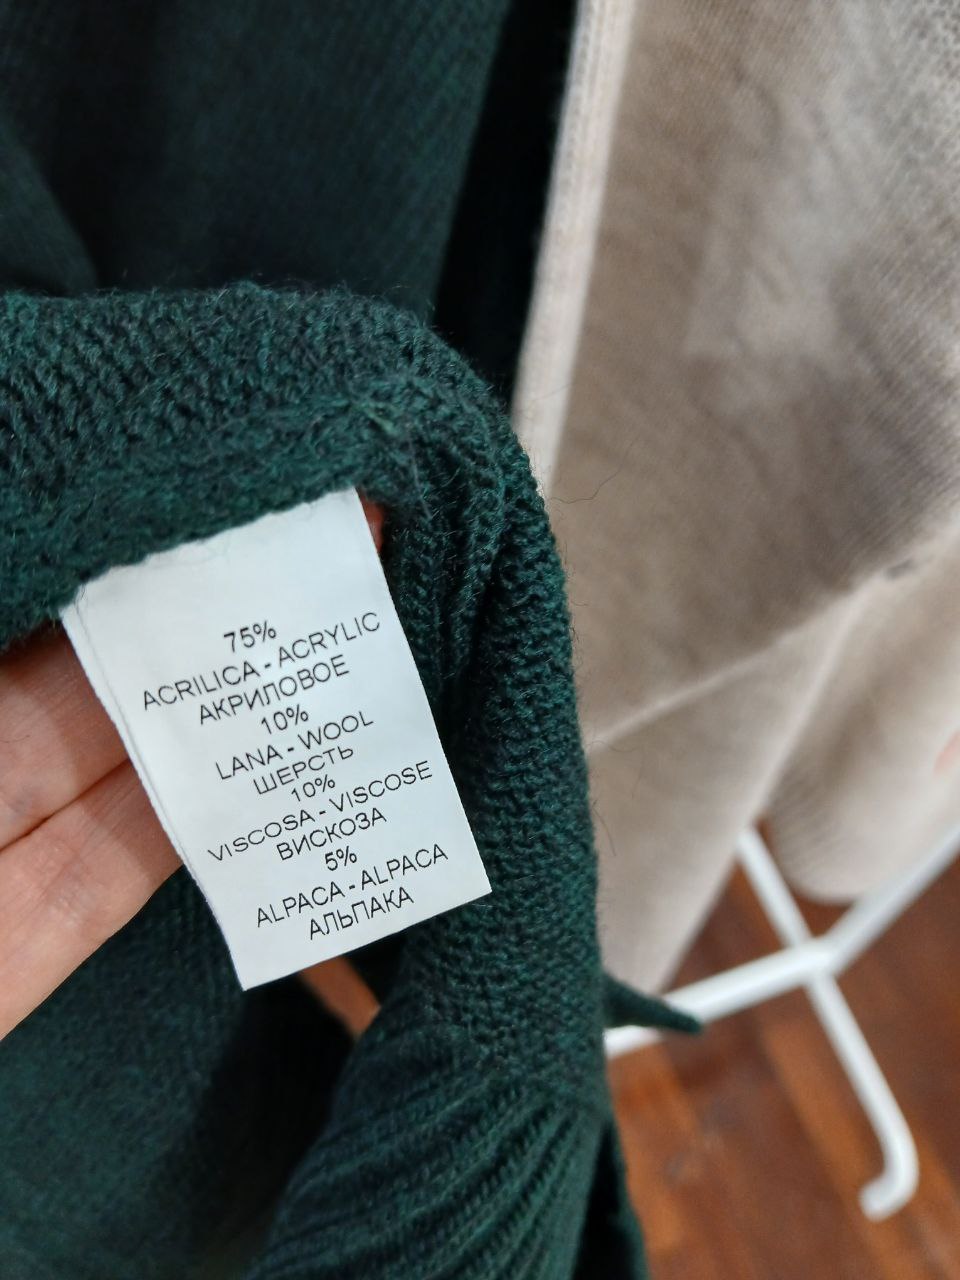 75%
ACRILICA - ACRYLIC
АКРИЛОВОЕ
10%
LANA - WOOL
ШЕРСТЬ
10%
VISCOSA - VISCOSE
ВИСКОЗА
5%
ALPACA - ALPACA
АЛЬПАКА